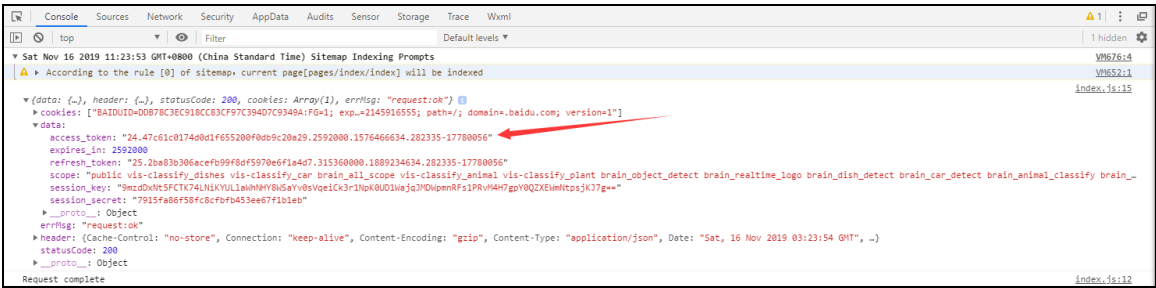 Console Sources Network Security AppData Audits Sensor Storage Trace Wxml 1
top Filter Default levels 1 hidden
Sat Nov 16 2019 11:23:53 GMT+0800 (China Standard Time) Sitemap Indexing Prompts VM676:4
According to the rule [0] of sitemap, current page[pages/index/index] will be indexed VM652:1
index.js:15
{data: {…}, header: {…}, statusCode: 200, cookies: Array(1), errMsg: "request:ok"}
cookies: ["BAIDUID=DDB78C3EC918CC83CF97C394D7C9349A:FG=1; exp…=2145916555; path=/; domain=.baidu.com; version=1"]
data:
access_token: "24.47c61c0174d0d1f655200f0db9c20a29.2592000.1576466634.282335-17780056"
expires_in: 2592000
refresh_token: "25.2ba83b306acefb99f8df5970e6f1a4d7.315360000.1889234634.282335-17780056"
scope: "public vis-classify_dishes vis-classify_car brain_all_scope vis-classify_animal vis-classify_plant brain_object_detect brain_realtime_logo brain_dish_detect brain_car_detect brain_animal_classify brain_…
session_key: "9mzdDxNt5FCTK74LNiKYULlaWhNHY8WSaYv0sVqeiCk3r1NpK0UD1WajqJMDWpmnRFs1PRvM4H7gpY0QZXEWmNtpsjKJ7g=="
session_secret: "7915fa86f58fc8cfbfb453ee67f1b1eb"
__proto__: Object
errMsg: "request:ok"
header: {Cache-Control: "no-store", Connection: "keep-alive", Content-Encoding: "gzip", Content-Type: "application/json", Date: "Sat, 16 Nov 2019 03:23:54 GMT", …}
statusCode: 200
__proto__: Object
Request complete index.js:12